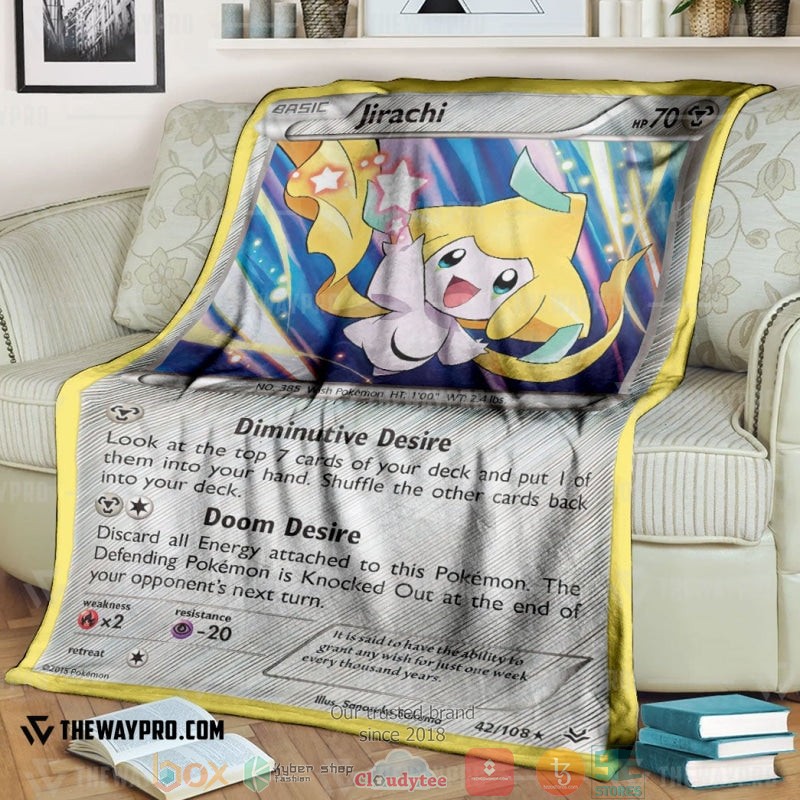 BASIC Jirachi HP 70
NO. 385 Wish Pokémon HT: 1'00" WT: 2.4 lbs
Diminutive Desire
Look at the top 7 cards of your deck and put 1 of
them into your hand. Shuffle the other cards back
into your deck.
Doom Desire
Discard all Energy attached to this Pokémon. The
Defending Pokémon is Knocked Out at the end of
your opponent's next turn.
weakness resistance
x2 -20
It is said to have the ability to
grant any wish for just one week
every thousand years.
retreat
©2015 Pokémon
Illus.
42/108★
Our trusted brand
since 2018
THEWAYPRO.COM
box Kyber shop
fashion
Cloudytee
STORES